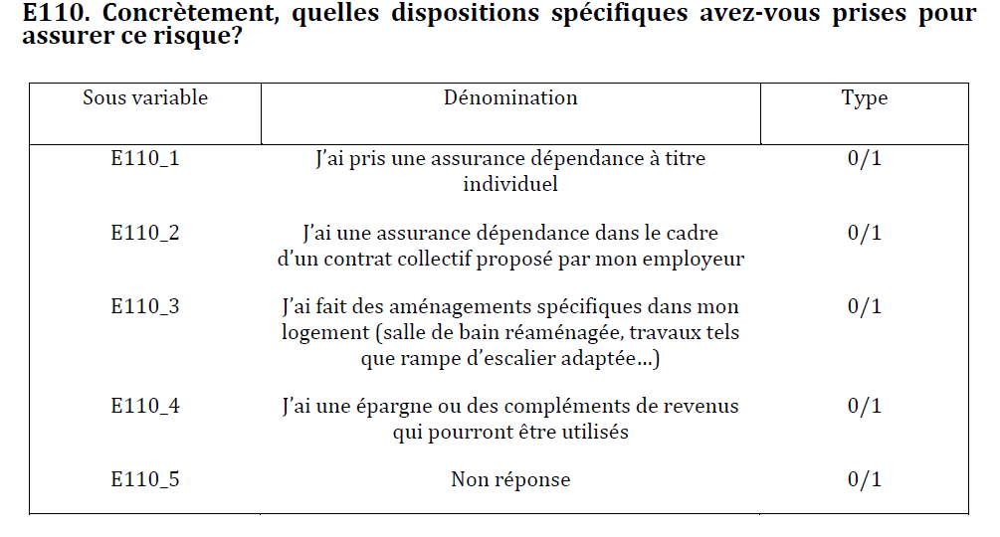 E110. Concrètement, quelles dispositions spécifiques avez-vous prises pour
assurer ce risque?
Sous variable Dénomination Type
E110_1 J’ai pris une assurance dépendance à titre 0/1
individuel
E110_2 J’ai une assurance dépendance dans le cadre 0/1
d’un contrat collectif proposé par mon employeur
E110_3 J’ai fait des aménagements spécifiques dans mon 0/1
logement (salle de bain réaménagée, travaux tels
que rampe d’escalier adaptée...)
E110_4 J’ai une épargne ou des compléments de revenus 0/1
qui pourront être utilisés
E110_5 Non réponse 0/1